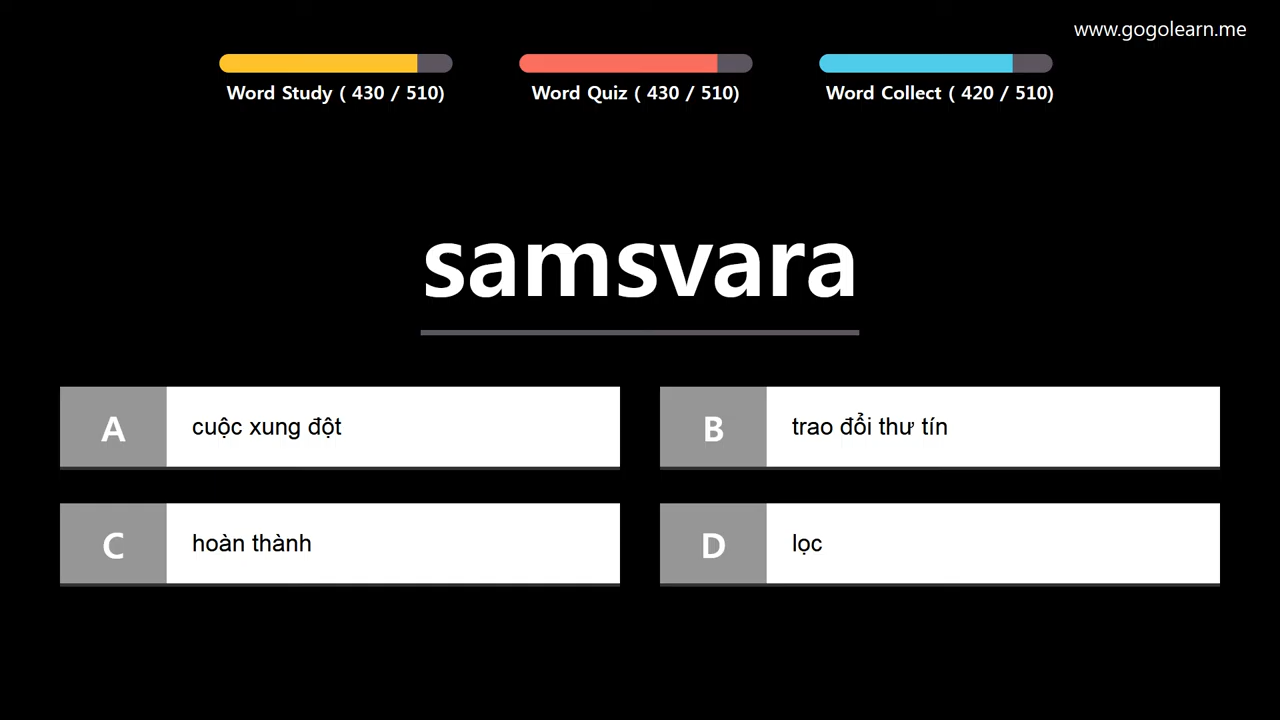 www.gogolearn.me
Word Study ( 430 / 510)
Word Quiz ( 430 / 510)
Word Collect ( 420 / 510)
samsvara
A
cuộc xung đột
B
trao đổi thư tín
C
hoàn thành
D
lọc